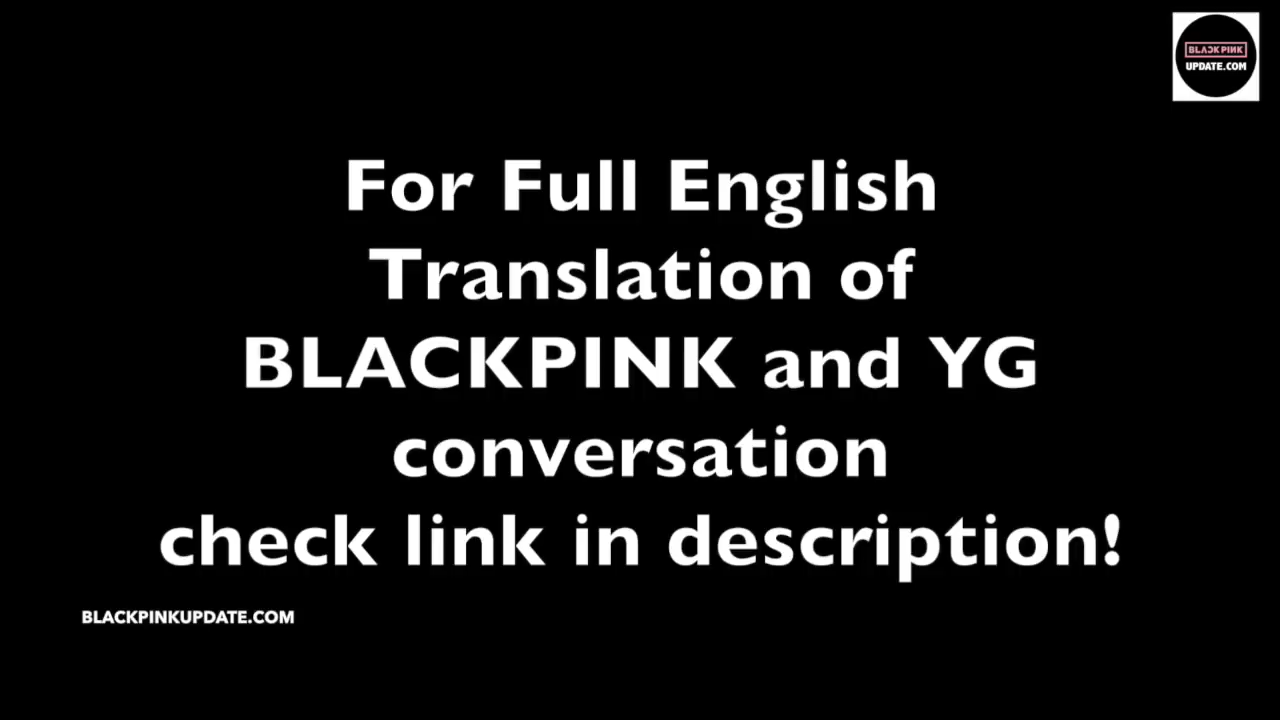 BLACKPINK
UPDATE.COM
For Full English
Translation of
BLACKPINK and YG
conversation
check link in description!
BLACKPINKUPDATE.COM